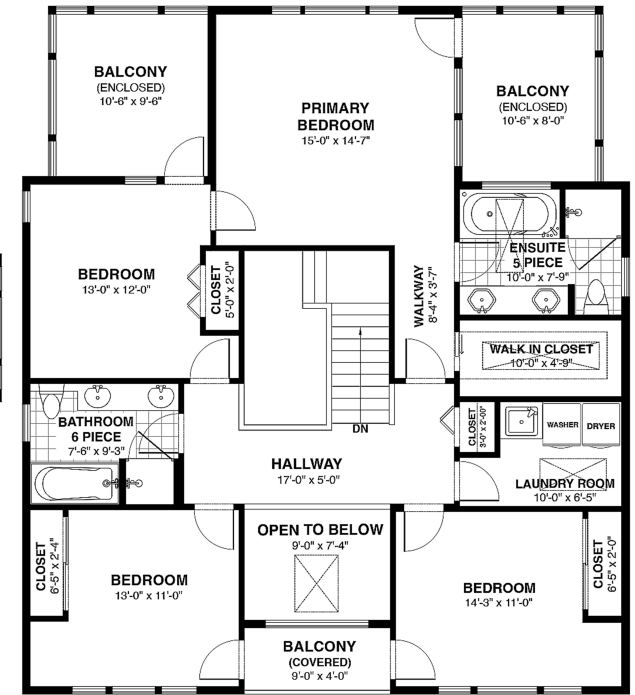 BALCONY
(ENCLOSED)
10'-6" x 9'-6"
PRIMARY
BEDROOM
15'-0" x 14'-7"
BALCONY
(ENCLOSED)
10'-6" x 8'-0"
BEDROOM
13'-0" x 12'-0"
CLOSET
5'-0" x 2'-0"
WALKWAY
8'-4" x 3'-7"
ENSUITE
5 PIECE
10'-0" x 7'-9"
WALK IN CLOSET
10'-0" x 4'-9"
BATHROOM
6 PIECE
7'-6" x 9'-3"
DN
CLOSET
3'-0" x 2'-00"
WASHER
DRYER
HALLWAY
17'-0" x 5'-0"
LAUNDRY ROOM
10'-0" x 6'-5"
CLOSET
6'-5" x 2'-4"
BEDROOM
13'-0" x 11'-0"
OPEN TO BELOW
9'-0" x 7'-4"
BEDROOM
14'-3" x 11'-0"
CLOSET
6'-5" x 2'-0"
BALCONY
(COVERED)
9'-0" x 4'-0"